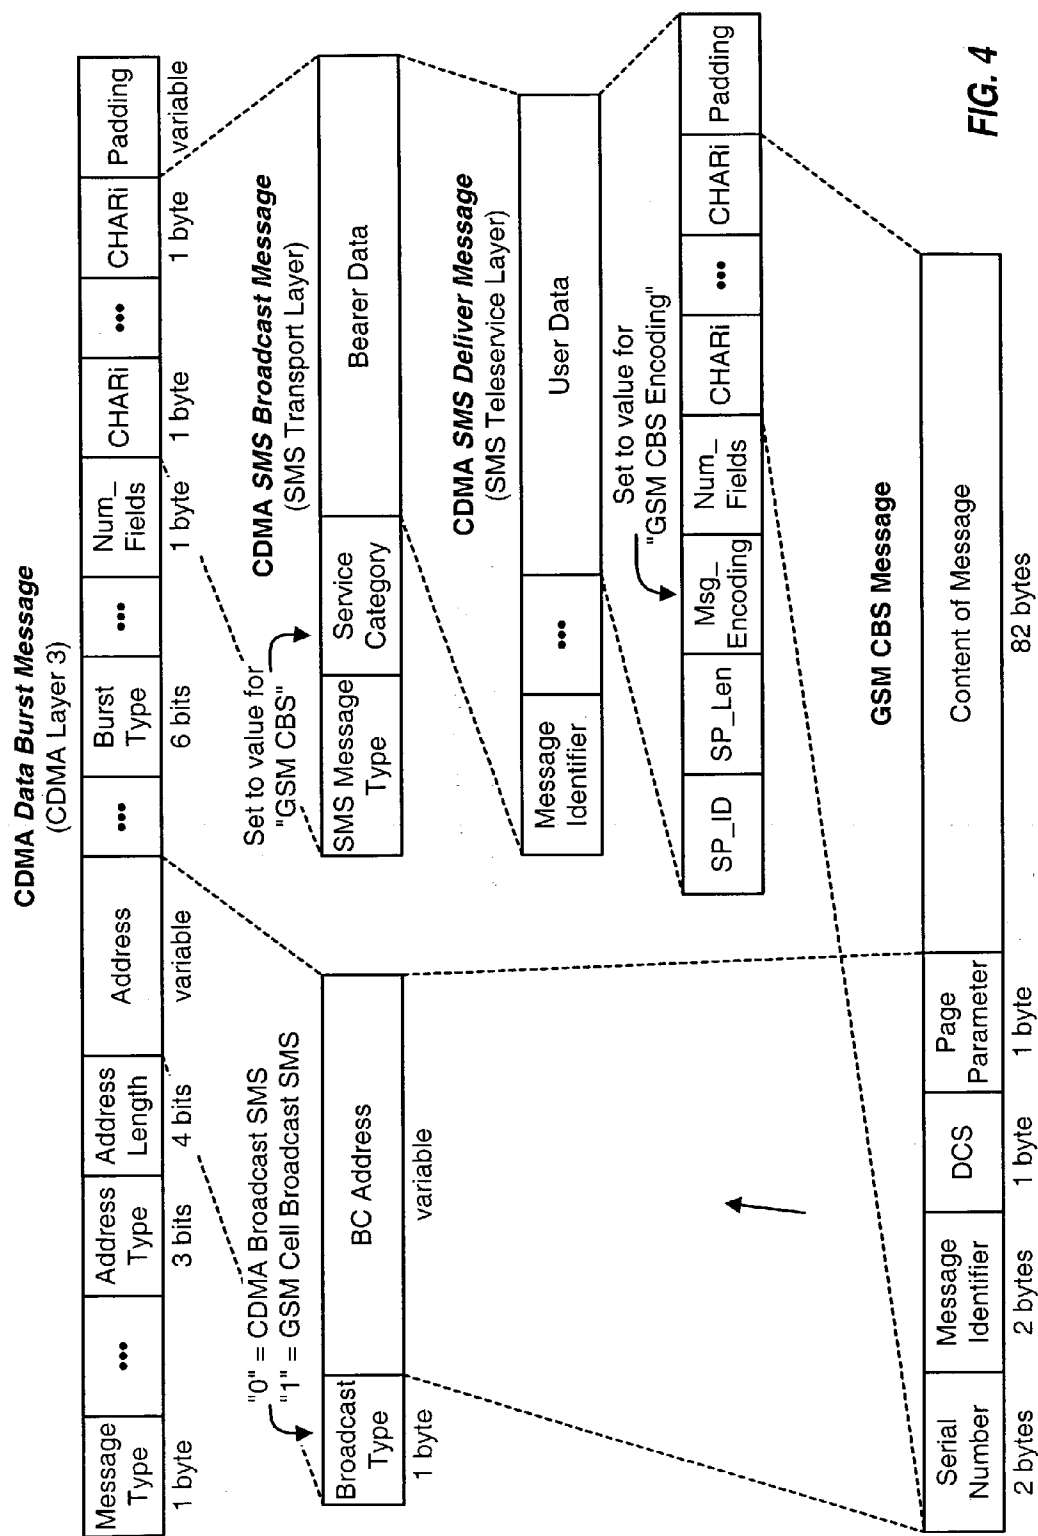 CDMA Data Burst Message
(CDMA Layer 3)
Message
Type
•••
Address
Type
Address
Length
Address
•••
Burst
Type
•••
Num_
Fields
CHARi
•••
CHARi
Padding
1 byte
3 bits
4 bits
variable
6 bits
1 byte
1 byte
1 byte
variable
"0" = CDMA Broadcast SMS
"1" = GSM Cell Broadcast SMS
Broadcast
Type
BC Address
1 byte
variable
Set to value for
"GSM CBS"
CDMA SMS Broadcast Message
(SMS Transport Layer)
SMS Message
Type
Service
Category
Bearer Data
CDMA SMS Deliver Message
(SMS Teleservice Layer)
Message
Identifier
•••
User Data
Set to value for
"GSM CBS Encoding"
SP_ID
SP_Len
Msg_
Encoding
Num_
Fields
CHARi
•••
CHARi
Padding
GSM CBS Message
Serial
Number
Message
Identifier
DCS
Page
Parameter
Content of Message
2 bytes
2 bytes
1 byte
1 byte
82 bytes
FIG. 4